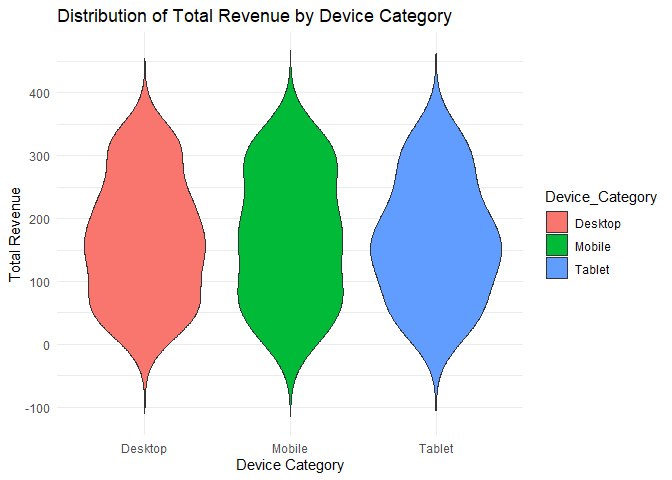 Distribution of Total Revenue by Device Category
Total Revenue
400
300
200
100
0
-100
Desktop
Mobile
Tablet
Device Category
Device_Category
Desktop
Mobile
Tablet